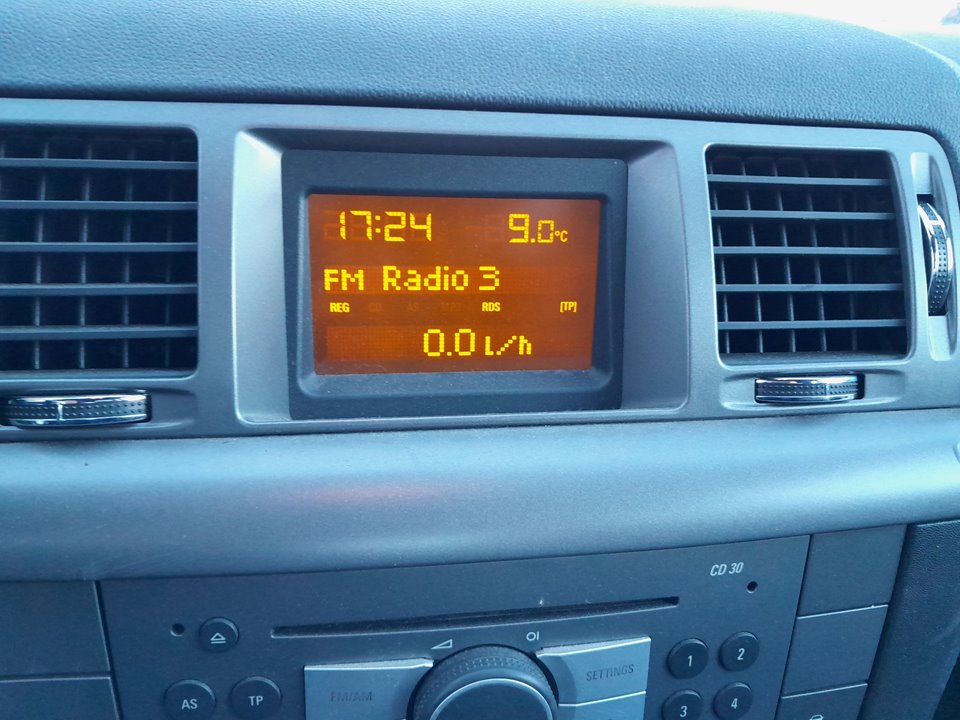 17:24 9.0°C
FM Radio 3
REG RDS [TP]
0.0 l/h
CD 30
FM/AM SETTINGS 1 2
AS TP 3 4